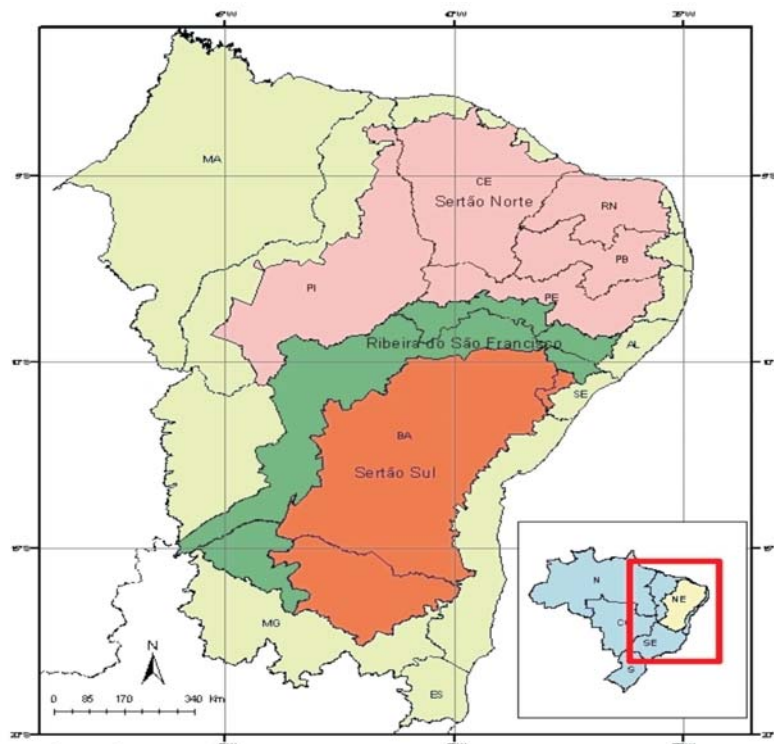 MA
CE
Sertão Norte
RN
PB
PI
PE
Ribeira do São Francisco
AL
SE
BA
Sertão Sul
MG
ES
N
0 85 170 340 Km
N
NE
SE
S